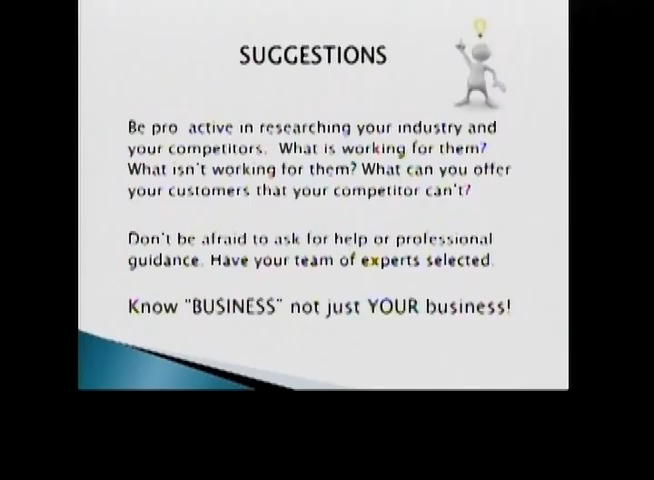 SUGGESTIONS
Be pro active in researching your industry and
your competitors. What is working for them?
What isn't working for them? What can you offer
your customers that your competitor can't?
Don't be afraid to ask for help or professional
guidance. Have your team of experts selected.
Know "BUSINESS" not just YOUR business!